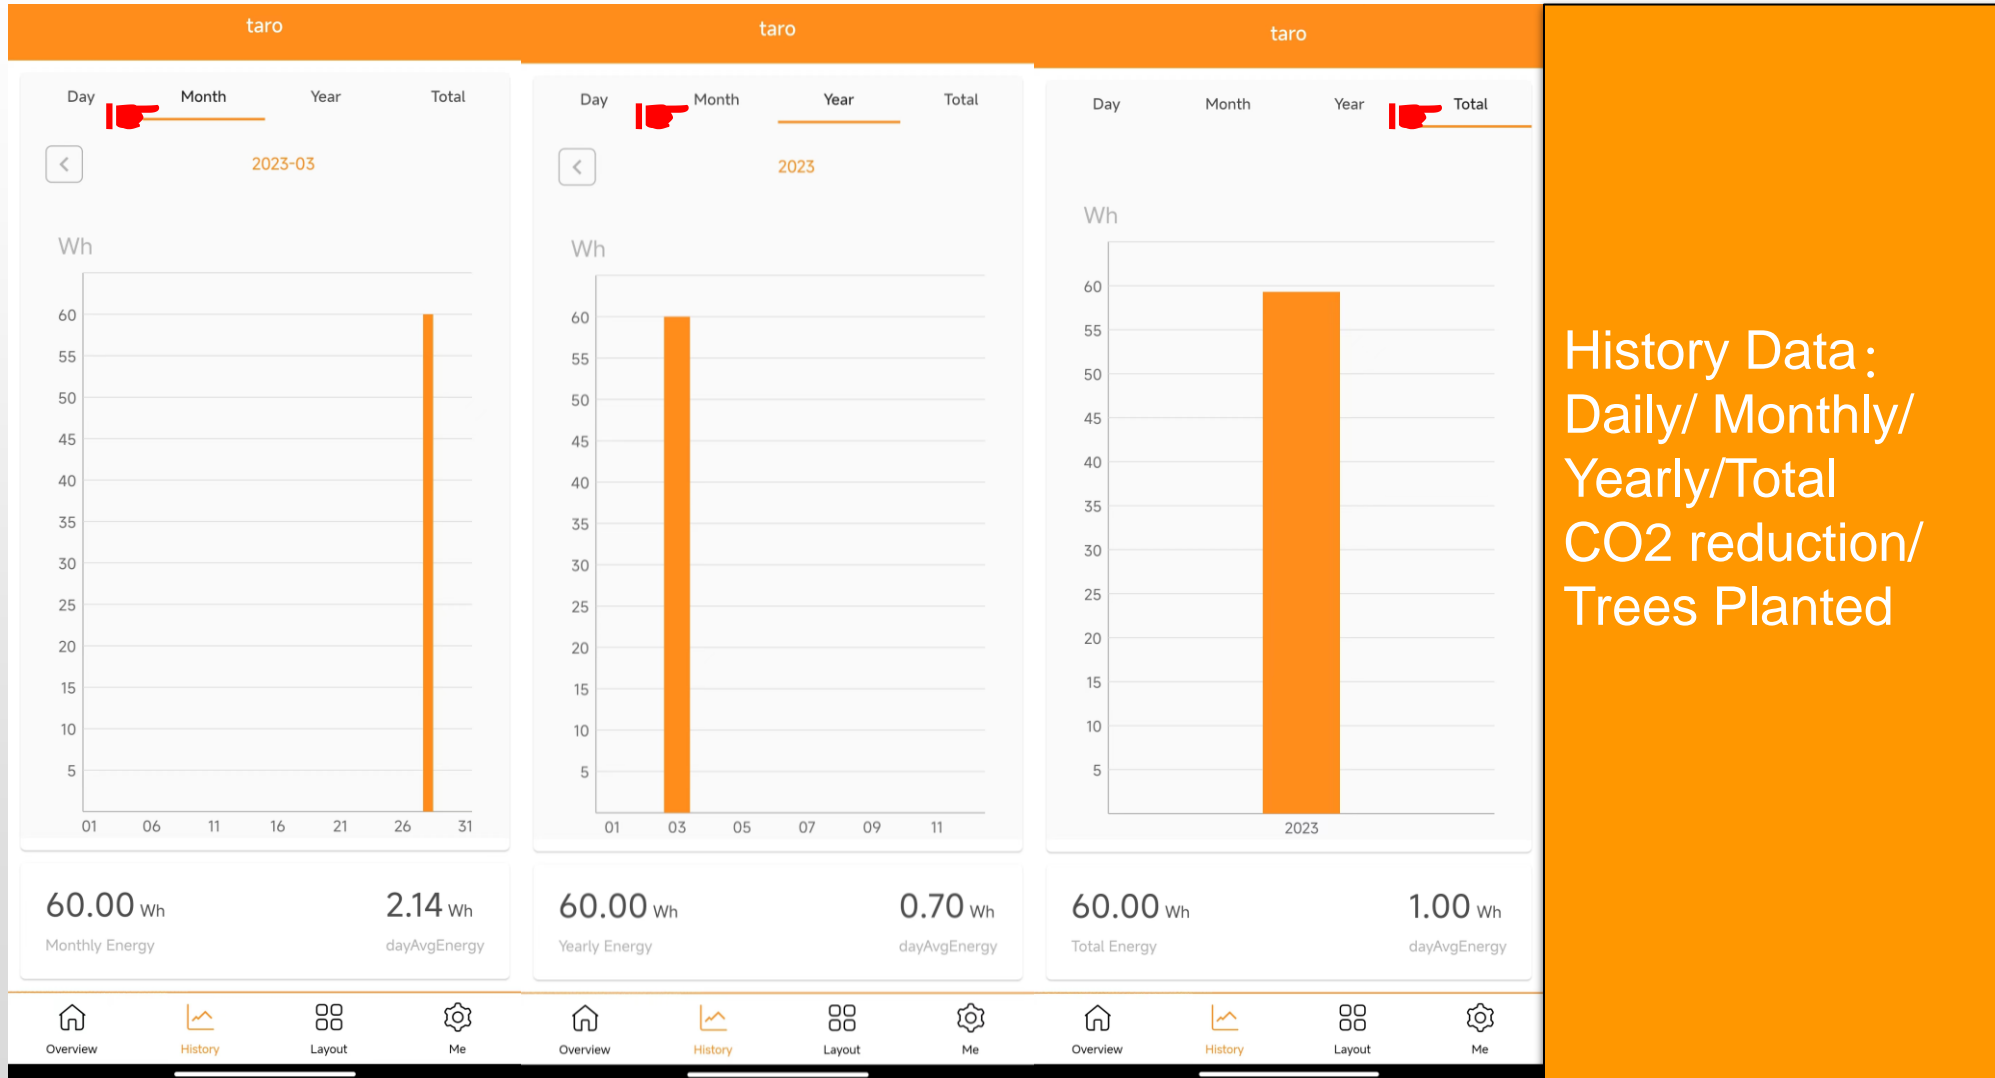 taro
Day Month Year Total
2023-03
Wh
60
55
50
45
40
35
30
25
20
15
10
5
01 06 11 16 21 26 31
60.00 Wh 2.14 Wh
Monthly Energy dayAvgEnergy
Overview History Layout Me
taro
Day Month Year Total
2023
Wh
60
55
50
45
40
35
30
25
20
15
10
5
01 03 05 07 09 11
60.00 Wh 0.70 Wh
Yearly Energy dayAvgEnergy
Overview History Layout Me
taro
Day Month Year Total
Wh
60
55
50
45
40
35
30
25
20
15
10
5
2023
60.00 Wh 1.00 Wh
Total Energy dayAvgEnergy
Overview History Layout Me
History Data：
Daily/ Monthly/
Yearly/Total
CO2 reduction/
Trees Planted